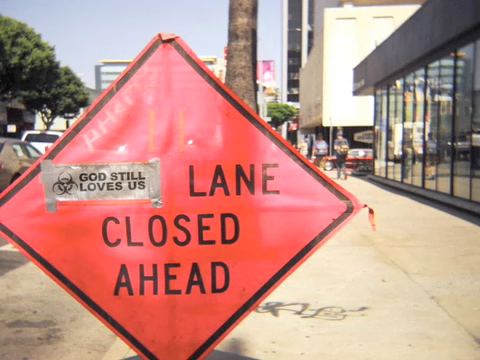 GOD STILL
LOVES US
LANE
CLOSED
AHEAD